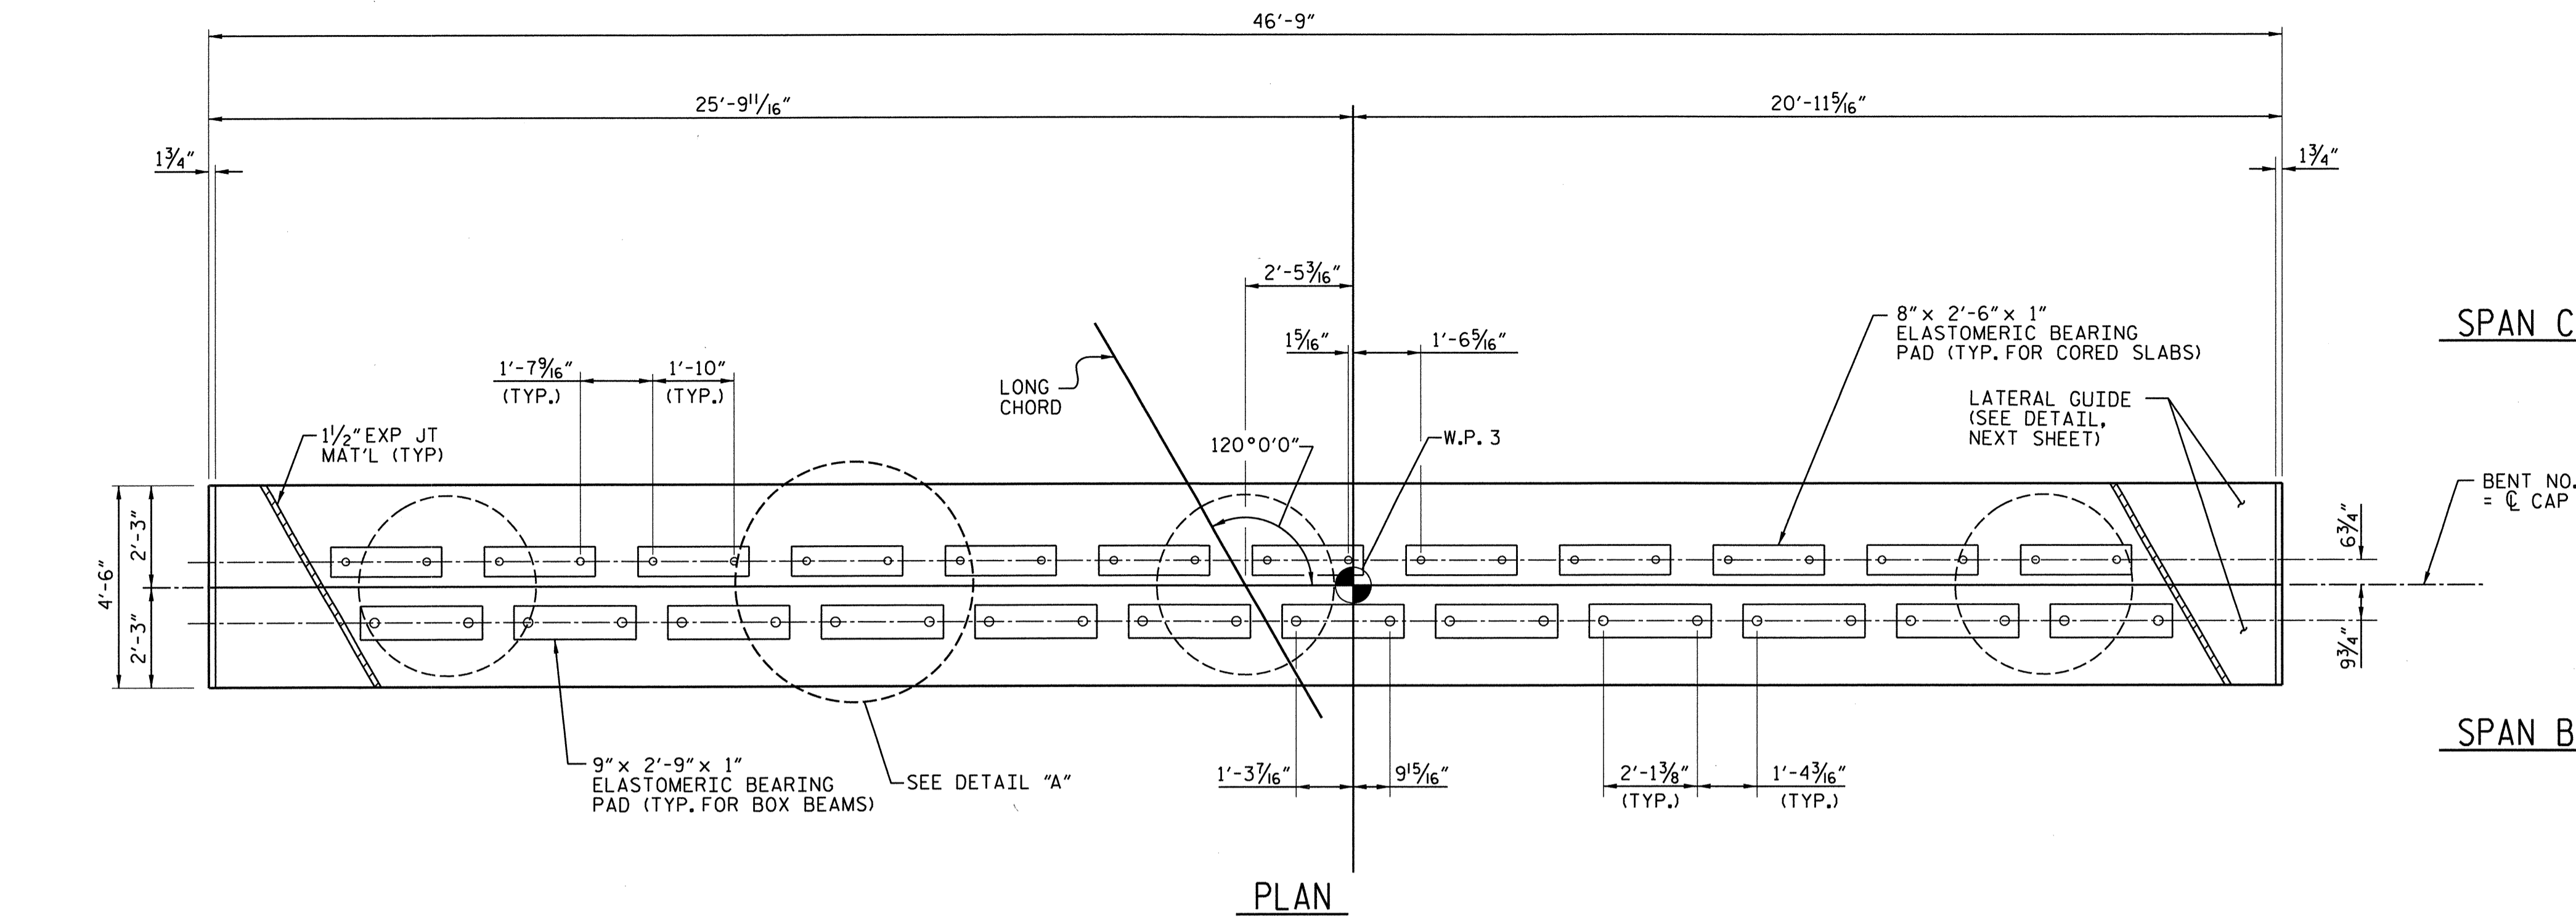 46'-9"
25'-9 11/16"
20'-11 5/16"
1 3/4"
1 3/4"
2'-5 3/16"
1 5/16"
1'-6 5/16"
8" x 2'-6" x 1"
ELASTOMERIC BEARING
PAD (TYP. FOR CORED SLABS)
SPAN C
1'-7 9/16"
(TYP.)
1'-10"
(TYP.)
LONG
CHORD
LATERAL GUIDE
(SEE DETAIL,
NEXT SHEET)
1 1/2" EXP JT
MAT'L (TYP)
120°0'0"
W.P. 3
BENT NO.
= ℄ CAP
4'-6"
2'-3"
2'-3"
6 3/4"
9 3/4"
SPAN B
9" x 2'-9" x 1"
ELASTOMERIC BEARING
PAD (TYP. FOR BOX BEAMS)
SEE DETAIL "A"
1'-3 7/16"
9 15/16"
2'-1 3/8"
(TYP.)
1'-4 3/16"
(TYP.)
PLAN